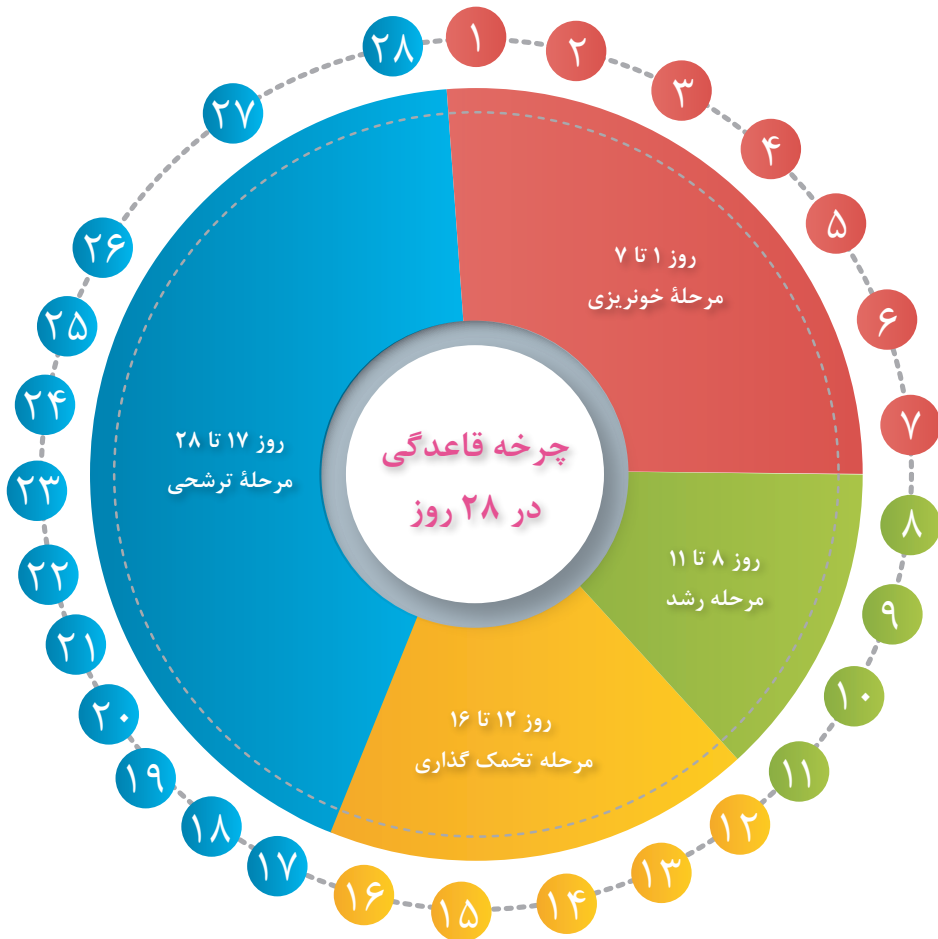 چرخه قاعدگی
در ۲۸ روز
روز ۱ تا ۷
مرحلهٔ خونریزی
روز ۸ تا ۱۱
مرحله رشد
روز ۱۲ تا ۱۶
مرحله تخمک گذاری
روز ۱۷ تا ۲۸
مرحلهٔ ترشحی
۱
۲
۳
۴
۵
۶
۷
۸
۹
۱۰
۱۱
۱۲
۱۳
۱۴
۱۵
۱۶
۱۷
۱۸
۱۹
۲۰
۲۱
۲۲
۲۳
۲۴
۲۵
۲۶
۲۷
۲۸